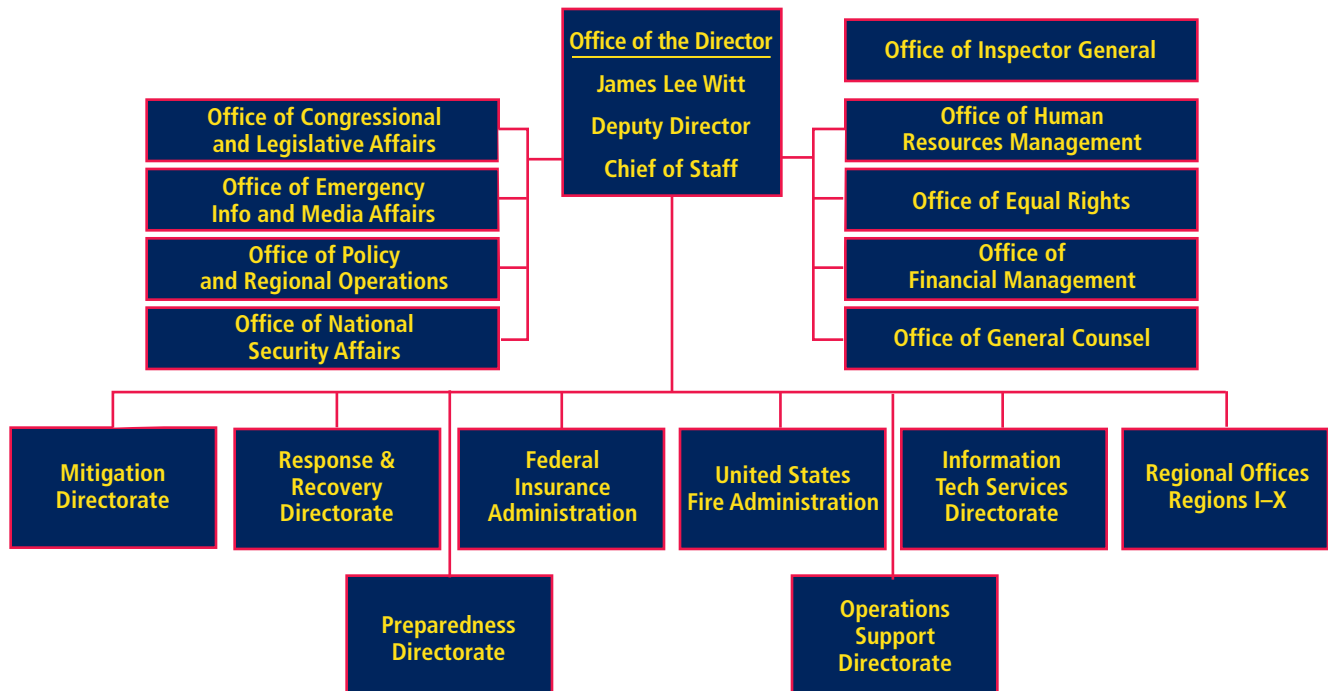 Office of the Director
James Lee Witt
Deputy Director
Chief of Staff
Office of Inspector General
Office of Congressional
and Legislative Affairs
Office of Emergency
Info and Media Affairs
Office of Policy
and Regional Operations
Office of National
Security Affairs
Office of Human
Resources Management
Office of Equal Rights
Office of
Financial Management
Office of General Counsel
Mitigation
Directorate
Response &
Recovery
Directorate
Federal
Insurance
Administration
United States
Fire Administration
Information
Tech Services
Directorate
Regional Offices
Regions I–X
Preparedness
Directorate
Operations
Support
Directorate